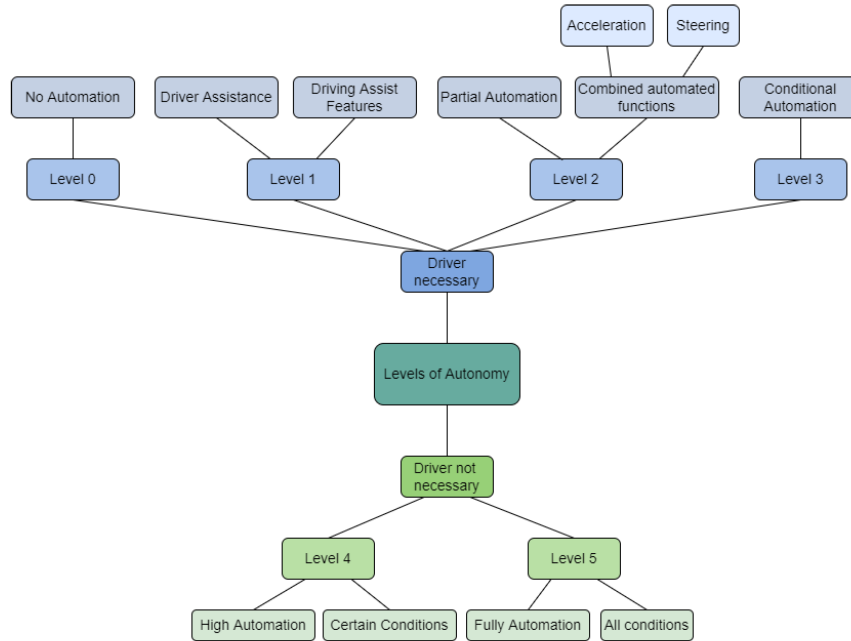 Acceleration
Steering
No Automation
Driver Assistance
Driving Assist
Features
Partial Automation
Combined automated
functions
Conditional
Automation
Level 0
Level 1
Level 2
Level 3
Driver
necessary
Levels of Autonomy
Driver not
necessary
Level 4
Level 5
High Automation
Certain Conditions
Fully Automation
All conditions